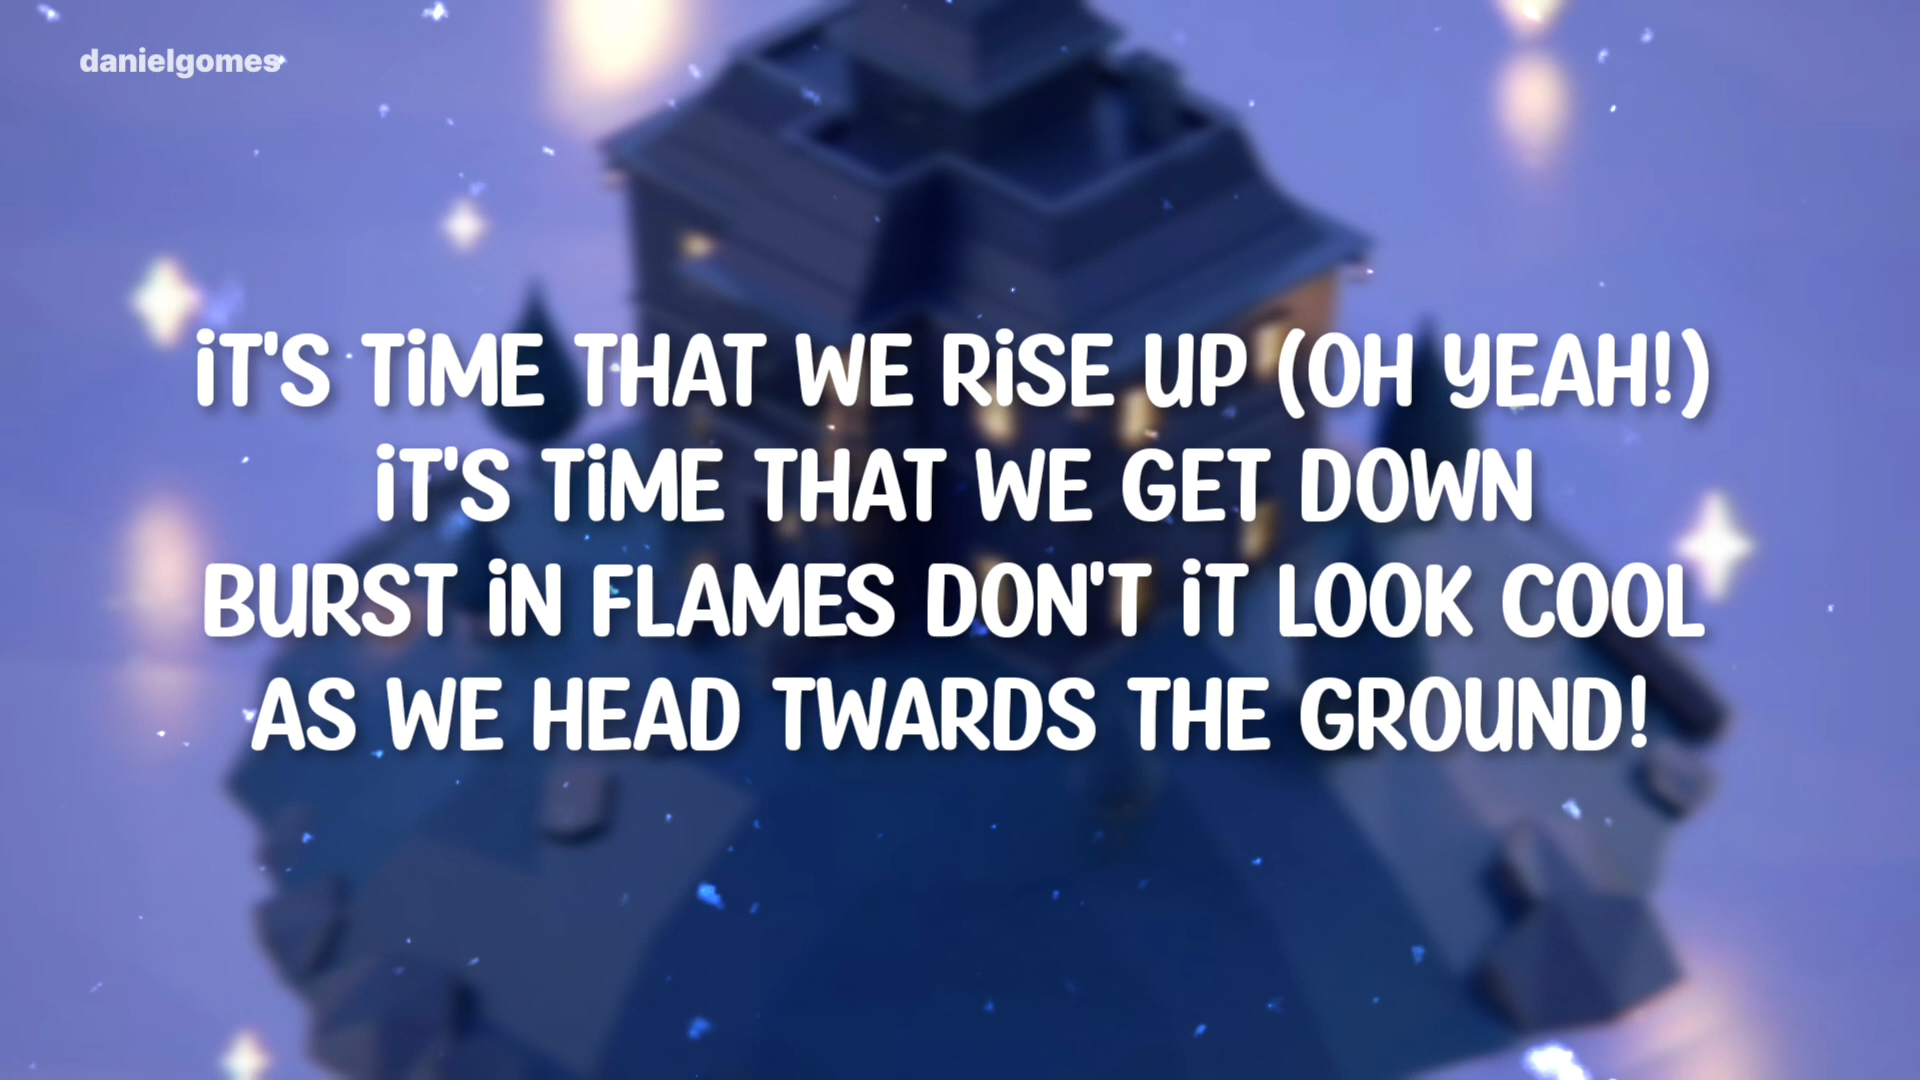 danielgomes
iT'S TiME THAT WE RiSE UP (OH YEAH!)
iT'S TiME THAT WE GET DOWN
BURST iN FLAMES DON'T iT LOOK COOL
AS WE HEAD TWARDS THE GROUND!